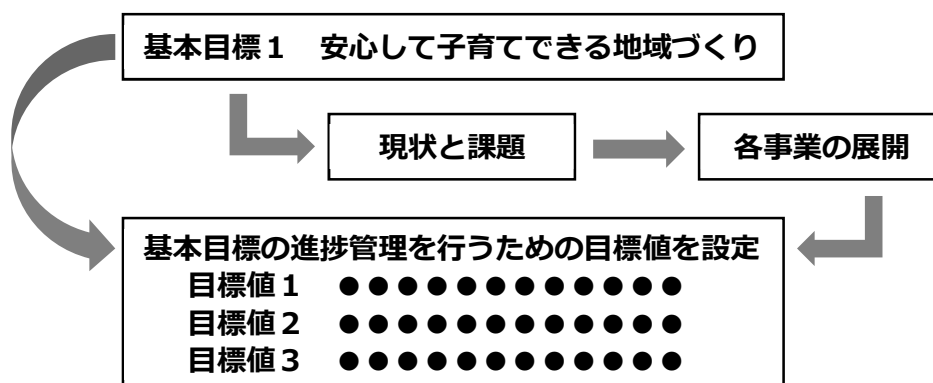 基本目標１　安心して子育てできる地域づくり
現状と課題
各事業の展開
基本目標の進捗管理を行うための目標値を設定
目標値１　●●●●●●●●●●●●
目標値２　●●●●●●●●●●●●
目標値３　●●●●●●●●●●●●